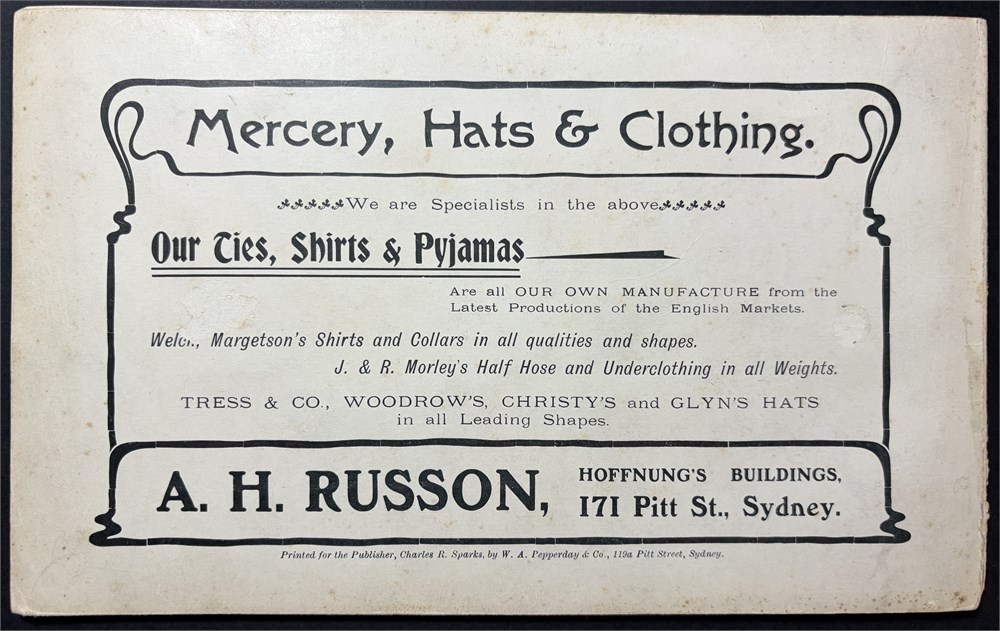 Mercery, Hats & Clothing.
We are Specialists in the above
Our Ties, Shirts & Pyjamas
Are all OUR OWN MANUFACTURE from the
Latest Productions of the English Markets.
Margetson's Shirts and Collars in all qualities and shapes.
J. & R. Morley's Half Hose and Underclothing in all Weights.
TRESS & CO., WOODROW'S, CHRISTY'S and GLYN'S HATS
in all Leading Shapes.
A. H. RUSSON,
HOFFNUNG'S BUILDINGS,
171 Pitt St., Sydney.
Printed for the Publisher, Charles R. Sparks, by W. A. Pepperday & Co., 119a Pitt Street, Sydney.